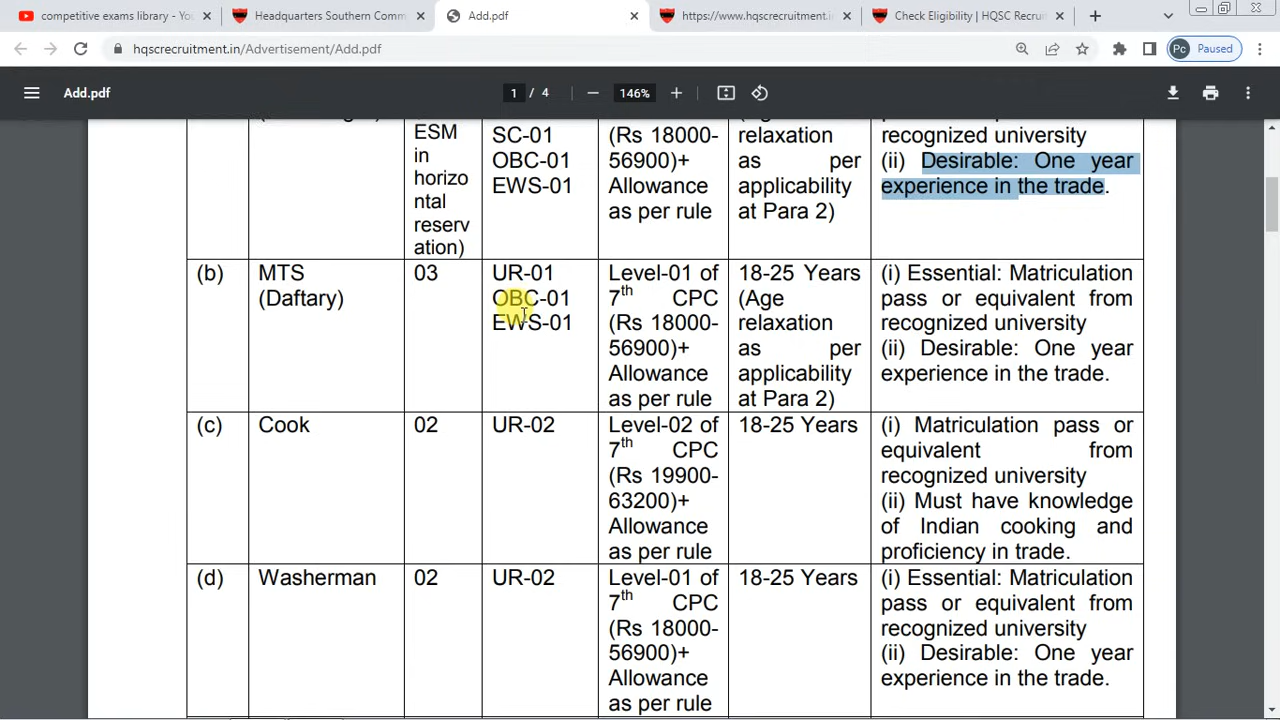 competitive exams library - You
Headquarters Southern Comm
Add.pdf
https://www.hqscrecruitment.i
Check Eligibility | HQSC Recrui
hqscrecruitment.in/Advertisement/Add.pdf
Pc Paused
Add.pdf
1 / 4
146%
ESM
in
horizo
ntal
reserv
ation)
SC-01
OBC-01
EWS-01
(Rs 18000-
56900)+
Allowance
as per rule
relaxation
as per
applicability
at Para 2)
recognized university
(ii) Desirable: One year
experience in the trade.
(b)
MTS
(Daftary)
03
UR-01
OBC-01
EWS-01
Level-01 of
7th CPC
(Rs 18000-
56900)+
Allowance
as per rule
18-25 Years
(Age
relaxation
as per
applicability
at Para 2)
(i) Essential: Matriculation
pass or equivalent from
recognized university
(ii) Desirable: One year
experience in the trade.
(c)
Cook
02
UR-02
Level-02 of
7th CPC
(Rs 19900-
63200)+
Allowance
as per rule
18-25 Years
(i) Matriculation pass or
equivalent from
recognized university
(ii) Must have knowledge
of Indian cooking and
proficiency in trade.
(d)
Washerman
02
UR-02
Level-01 of
7th CPC
(Rs 18000-
56900)+
Allowance
as per rule
18-25 Years
(i) Essential: Matriculation
pass or equivalent from
recognized university
(ii) Desirable: One year
experience in the trade.